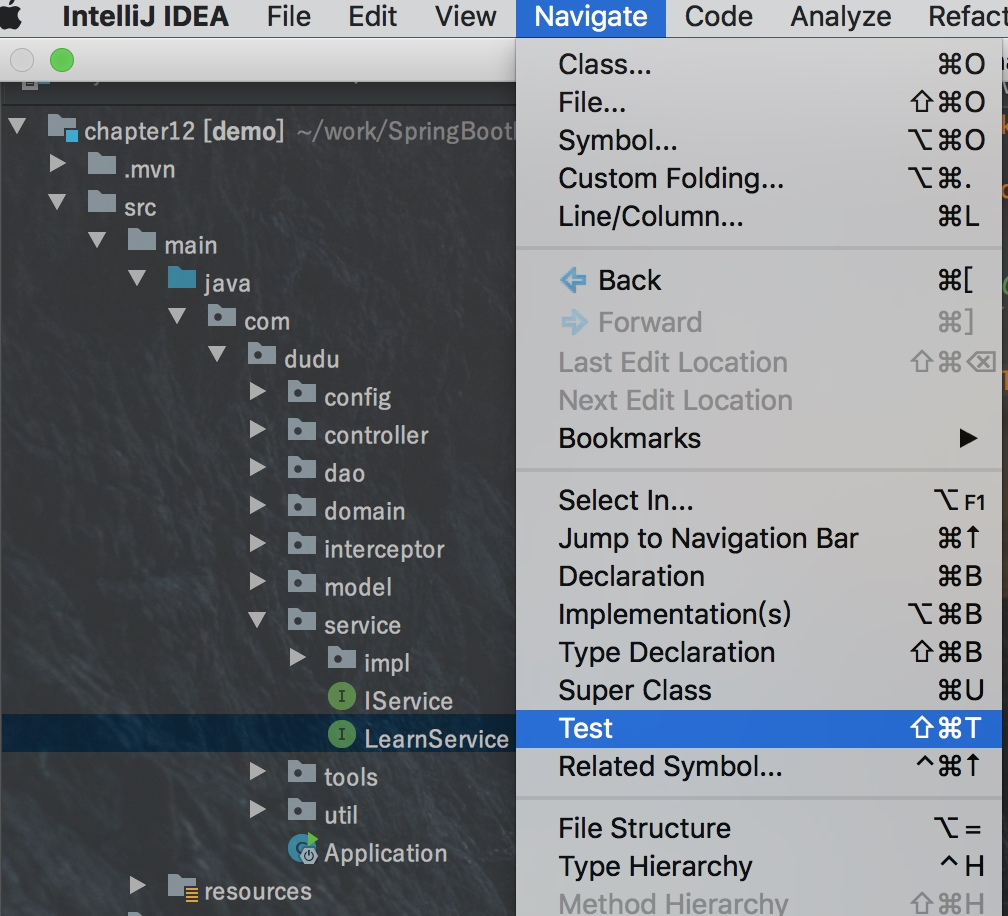 IntelliJ IDEA File Edit View Navigate Code Analyze Refact
chapter12 [demo] ~/work/SpringBoot
.mvn
src
main
java
com
dudu
config
controller
dao
domain
interceptor
model
service
impl
IService
LearnService
tools
util
Application
resources
Class... ⌘O
File... ⇧⌘O
Symbol... ⌥⌘O
Custom Folding... ⌥⌘.
Line/Column... ⌘L
Back ⌘[
Forward ⌘]
Last Edit Location ⇧⌘⌫
Next Edit Location
Bookmarks
Select In... ⌥F1
Jump to Navigation Bar ⌘↑
Declaration ⌘B
Implementation(s) ⌥⌘B
Type Declaration ⇧⌘B
Super Class ⌘U
Test ⇧⌘T
Related Symbol... ^⌘↑
File Structure ⌥=
Type Hierarchy ^H
Method Hierarchy ⇧⌘H